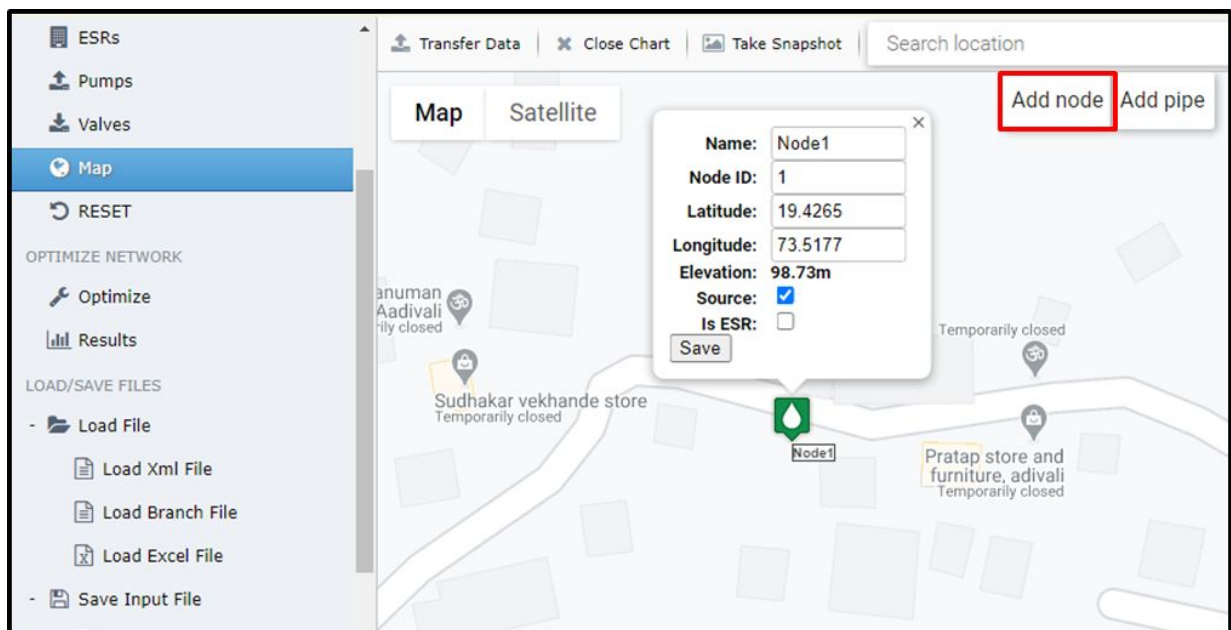 ESRs
Pumps
Valves
Map
RESET
OPTIMIZE NETWORK
Optimize
Results
LOAD/SAVE FILES
- Load File
Load Xml File
Load Branch File
Load Excel File
- Save Input File
Transfer Data
Close Chart
Take Snapshot
Search location
Map
Satellite
Add node
Add pipe
Name: Node1
Node ID: 1
Latitude: 19.4265
Longitude: 73.5177
Elevation: 98.73m
Source:
Is ESR:
Save
anuman
Aadivali
rily closed
Sudhakar vekhande store
Temporarily closed
Node1
Temporarily closed
Pratap store and
furniture, adivali
Temporarily closed